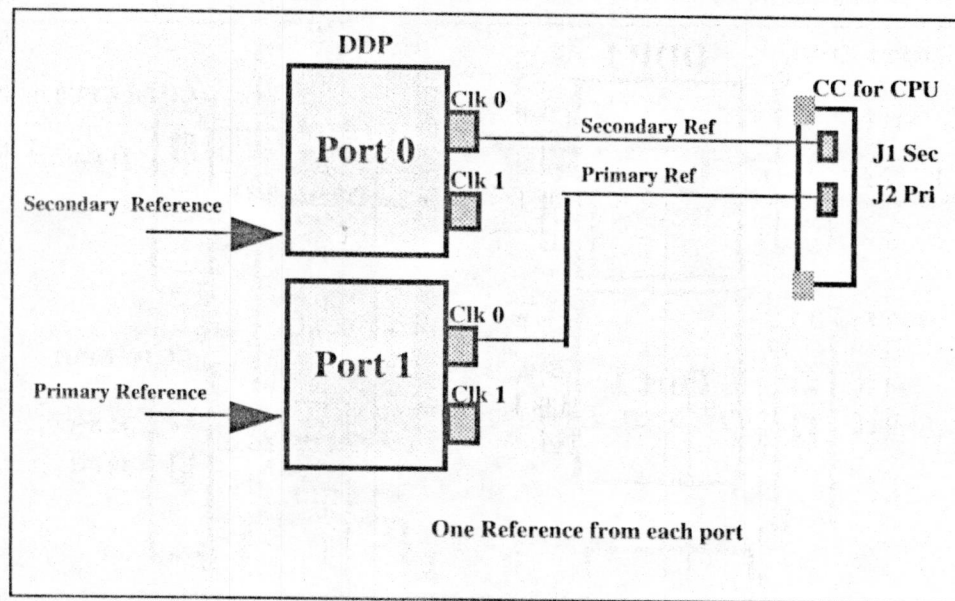 DDP
Clk 0
CC for CPU
Secondary Ref
Port 0
J1 Sec
Clk 1
Primary Ref
J2 Pri
Secondary Reference
Clk 0
Port 1
Primary Reference
Clk 1
One Reference from each port